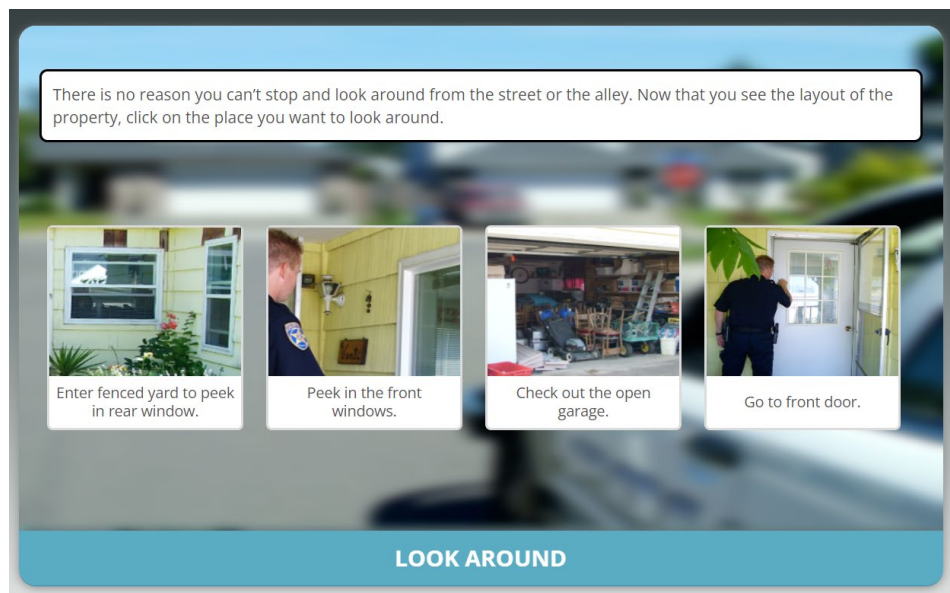 There is no reason you can’t stop and look around from the street or the alley. Now that you see the layout of the
property, click on the place you want to look around.
Enter fenced yard to peek
in rear window.
Peek in the front
windows.
Check out the open
garage.
Go to front door.
LOOK AROUND